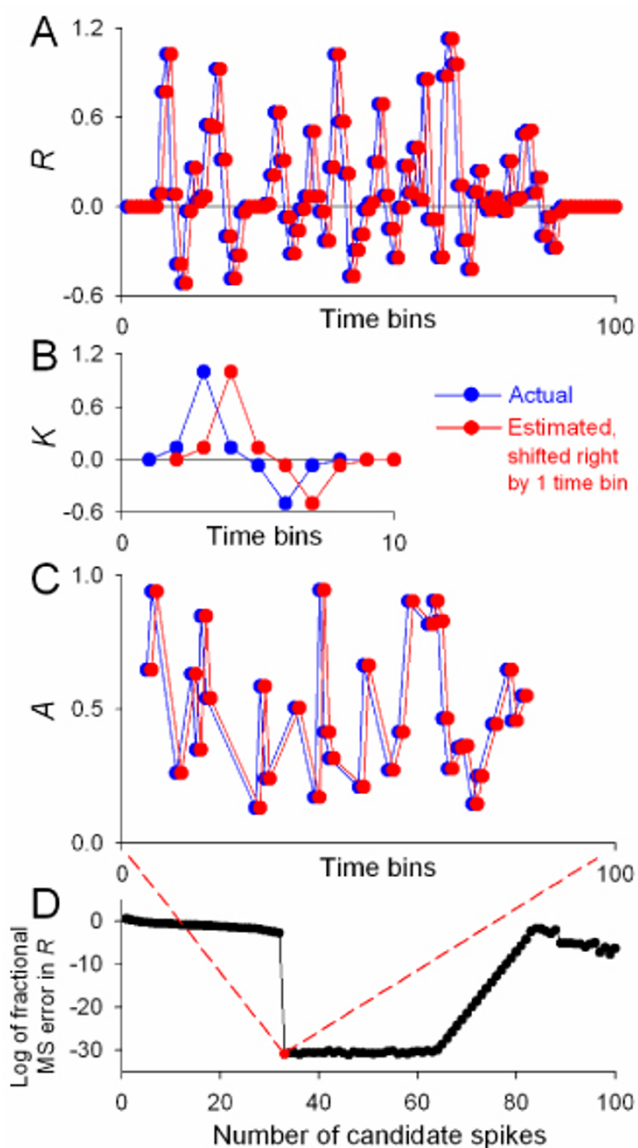 A
1.2
0.6
0.0
-0.6
R
0
Time bins
100
B
1.2
0.6
0.0
-0.6
K
0
Time bins
10
Actual
Estimated,
shifted right
by 1 time bin
C
1.0
0.5
0.0
A
0
Time bins
100
D
0
-10
-20
-30
Log of fractional
MS error in R
0
20
40
60
80
100
Number of candidate spikes